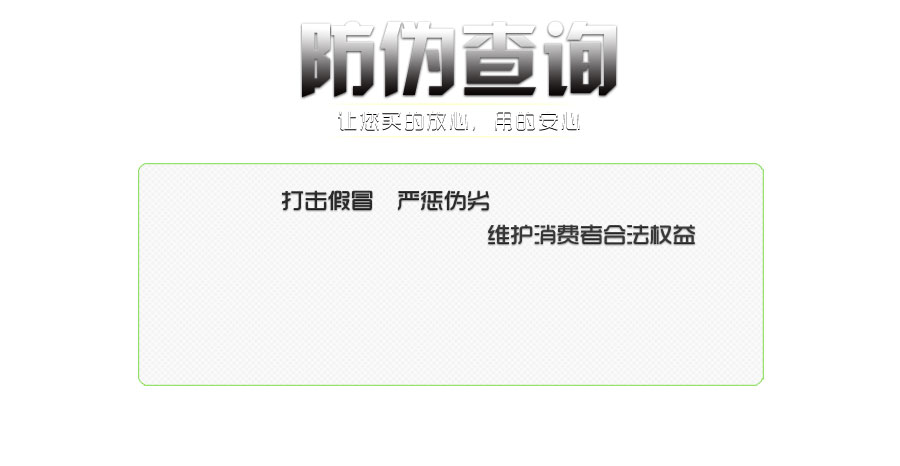 防伪查询
让您买的放心，用的安心
打击假冒　严惩伪劣
维护消费者合法权益